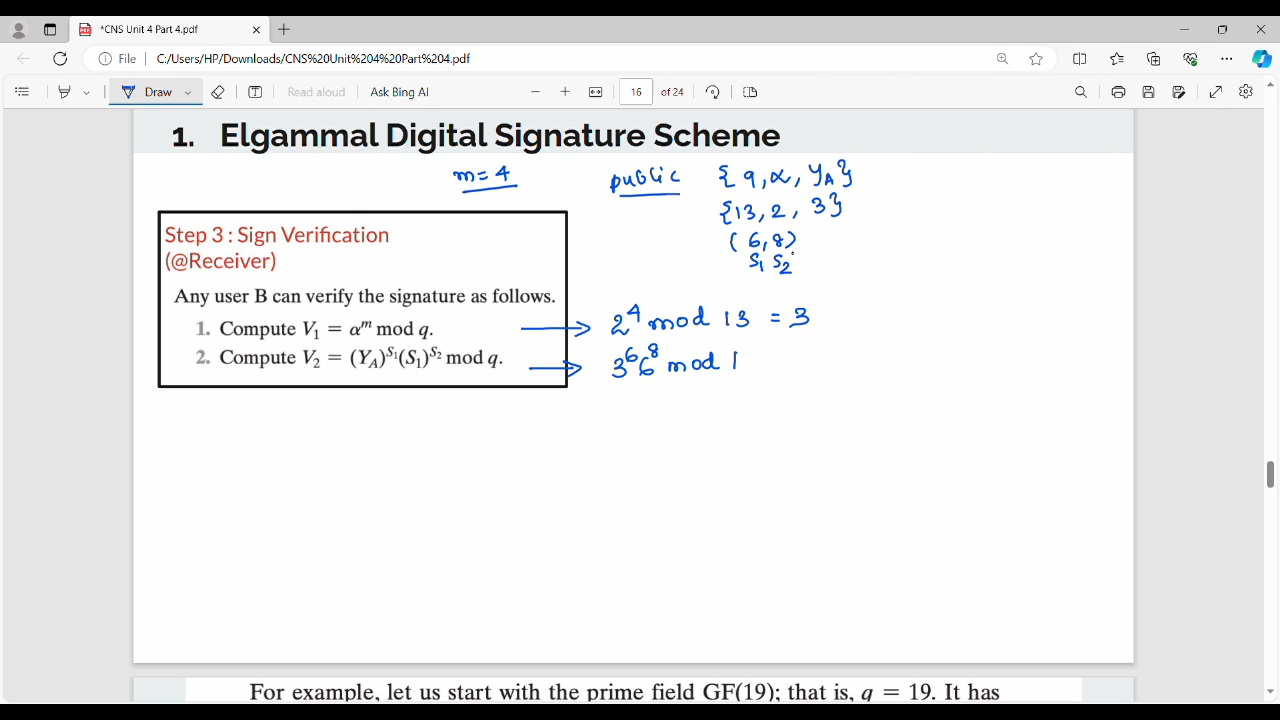 *CNS Unit 4 Part 4.pdf
File C:/Users/HP/Downloads/CNS%20Unit%204%20Part%204.pdf
Draw Read aloud Ask Bing AI 16 of 24
1. Elgammal Digital Signature Scheme
m=4 public {q, α, YA}
{13, 2, 3}
(6,8)
S1 S2
Step 3 : Sign Verification
(@Receiver)
Any user B can verify the signature as follows.
1. Compute V1 = α^m mod q. → 2^4 mod 13 = 3
2. Compute V2 = (YA)^S1(S1)^S2 mod q. → 3^6 6^8 mod 1
For example, let us start with the prime field GF(19); that is, q = 19. It has